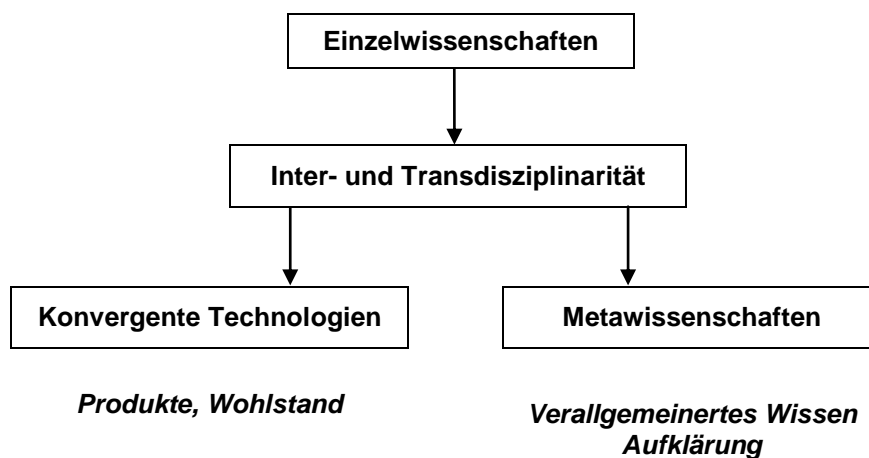 Einzelwissenschaften
Inter- und Transdisziplinarität
Konvergente Technologien
Metawissenschaften
Produkte, Wohlstand
Verallgemeinertes Wissen
Aufklärung